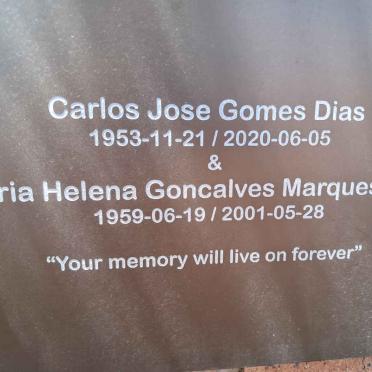 Carlos Jose Gomes Dias
1953-11-21 / 2020-06-05
&
ria Helena Goncalves Marques
1959-06-19 / 2001-05-28
“Your memory will live on forever”